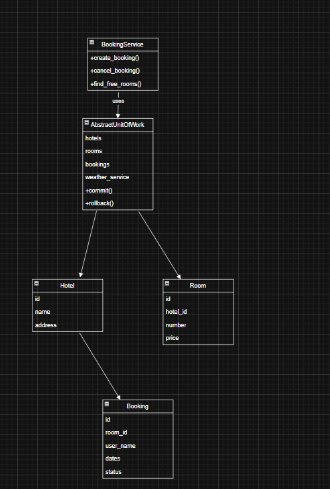 BookingService
+create_booking()
+cancel_booking()
+find_free_rooms()
uses
AbstractUnitOfWork
hotels
rooms
bookings
weather_service
+commit()
+rollback()
Hotel
id
name
address
Room
id
hotel_id
number
price
Booking
id
room_id
user_name
dates
status